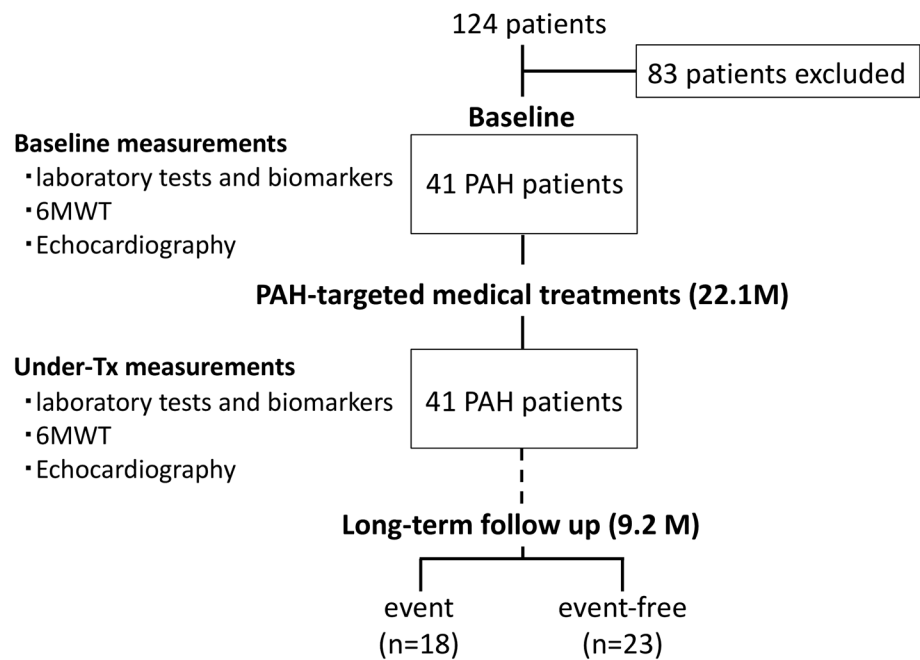 124 patients
83 patients excluded
Baseline
Baseline measurements
・laboratory tests and biomarkers
・6MWT
・Echocardiography
41 PAH patients
PAH-targeted medical treatments (22.1M)
Under-Tx measurements
・laboratory tests and biomarkers
・6MWT
・Echocardiography
41 PAH patients
Long-term follow up (9.2 M)
event
(n=18)
event-free
(n=23)